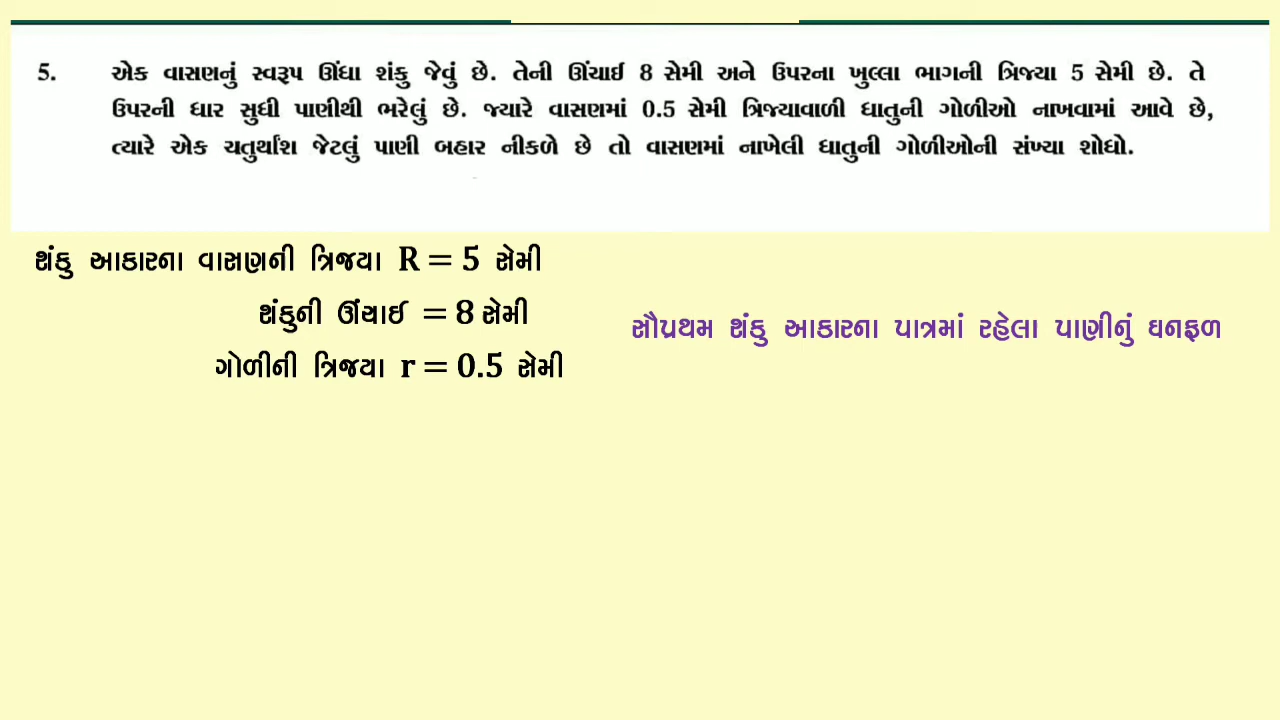 5. એક વાસણનું સ્વરૂપ ઊંધા શંકુ જેવું છે. તેની ઊંચાઈ 8 સેમી અને ઉપરના ખુલ્લા ભાગની ત્રિજ્યા 5 સેમી છે. તે
ઉપરની ધાર સુધી પાણીથી ભરેલું છે. જ્યારે વાસણમાં 0.5 સેમી ત્રિજ્યાવાળી ધાતુની ગોળીઓ નાખવામાં આવે છે,
ત્યારે એક ચતુર્થાંશ જેટલું પાણી બહાર નીકળે છે તો વાસણમાં નાખેલી ધાતુની ગોળીઓની સંખ્યા શોધો.
શંકુ આકારના વાસણની ત્રિજ્યા R = 5 સેમી
શંકુની ઊંચાઈ = 8 સેમી
સૌપ્રથમ શંકુ આકારના પાત્રમાં રહેલા પાણીનું ઘનફળ
ગોળીની ત્રિજ્યા r = 0.5 સેમી